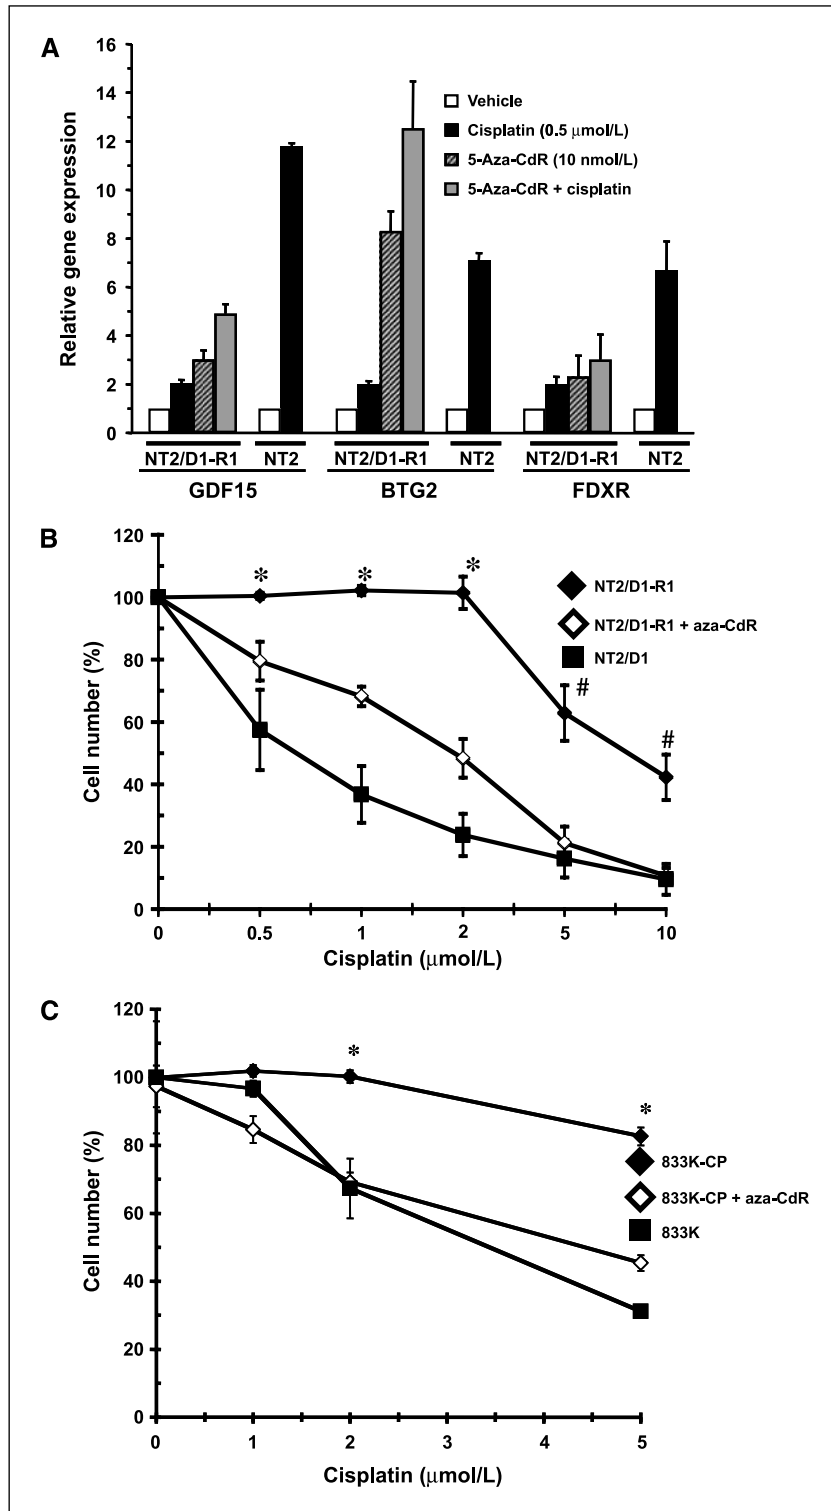 A
Relative gene expression
16
14
12
10
8
6
4
2
0
Vehicle
Cisplatin (0.5 μmol/L)
5-Aza-CdR (10 nmol/L)
5-Aza-CdR + cisplatin
NT2/D1-R1 NT2 NT2/D1-R1 NT2 NT2/D1-R1 NT2
GDF15 BTG2 FDXR
B
Cell number (%)
120
100
80
60
40
20
0
* * *
# #
NT2/D1-R1
NT2/D1-R1 + aza-CdR
NT2/D1
0 0.5 1 2 5 10
Cisplatin (μmol/L)
C
Cell number (%)
120
100
80
60
40
20
0
* *
833K-CP
833K-CP + aza-CdR
833K
0 1 2 3 4 5
Cisplatin (μmol/L)